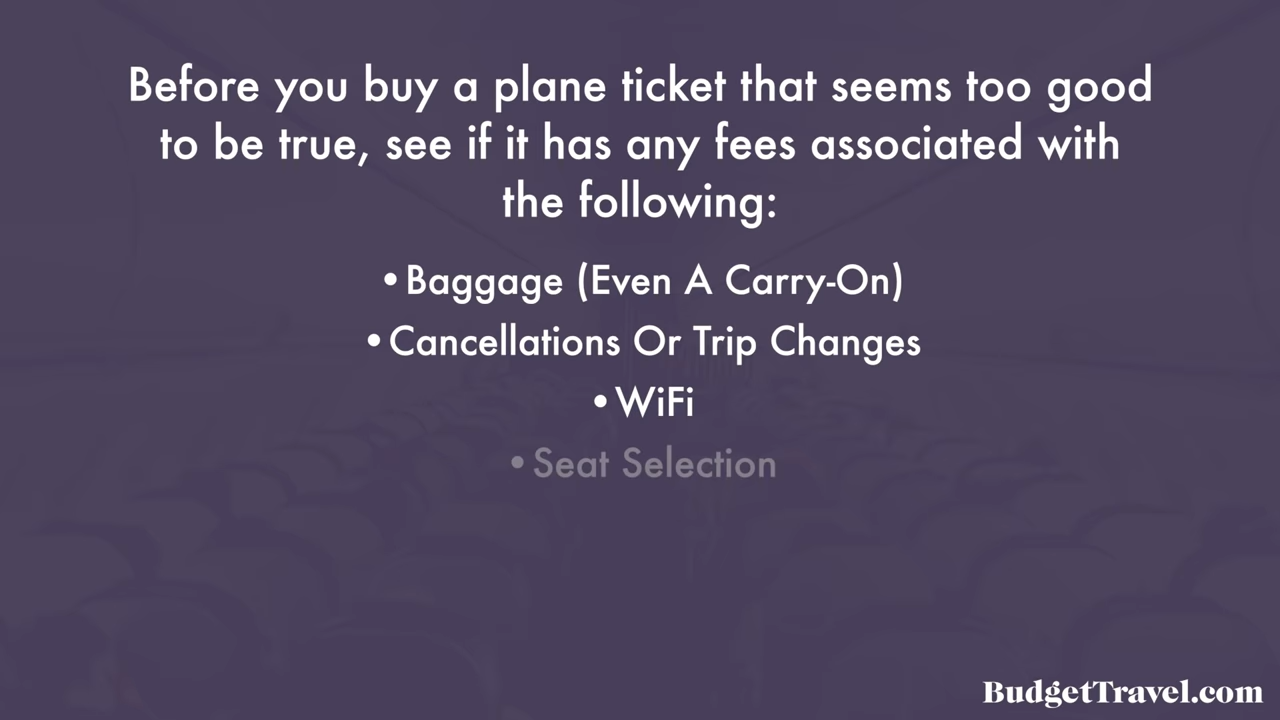 Before you buy a plane ticket that seems too good
to be true, see if it has any fees associated with
the following:
•Baggage (Even A Carry-On)
•Cancellations Or Trip Changes
•WiFi
•Seat Selection
BudgetTravel.com